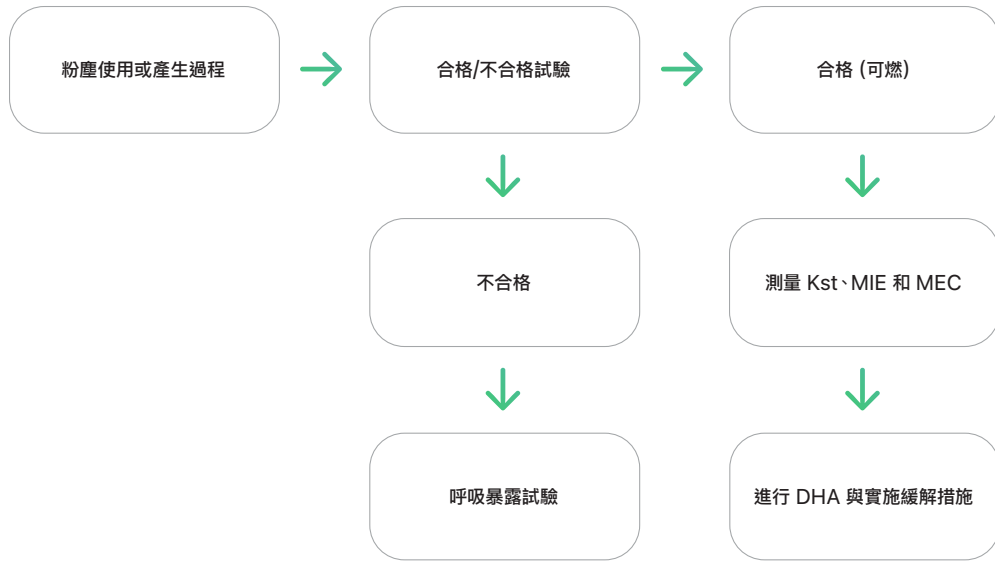 粉塵使用或產生過程
合格/不合格試驗
合格 (可燃)
不合格
測量 Kst、MIE 和 MEC
呼吸暴露試驗
進行 DHA 與實施緩解措施